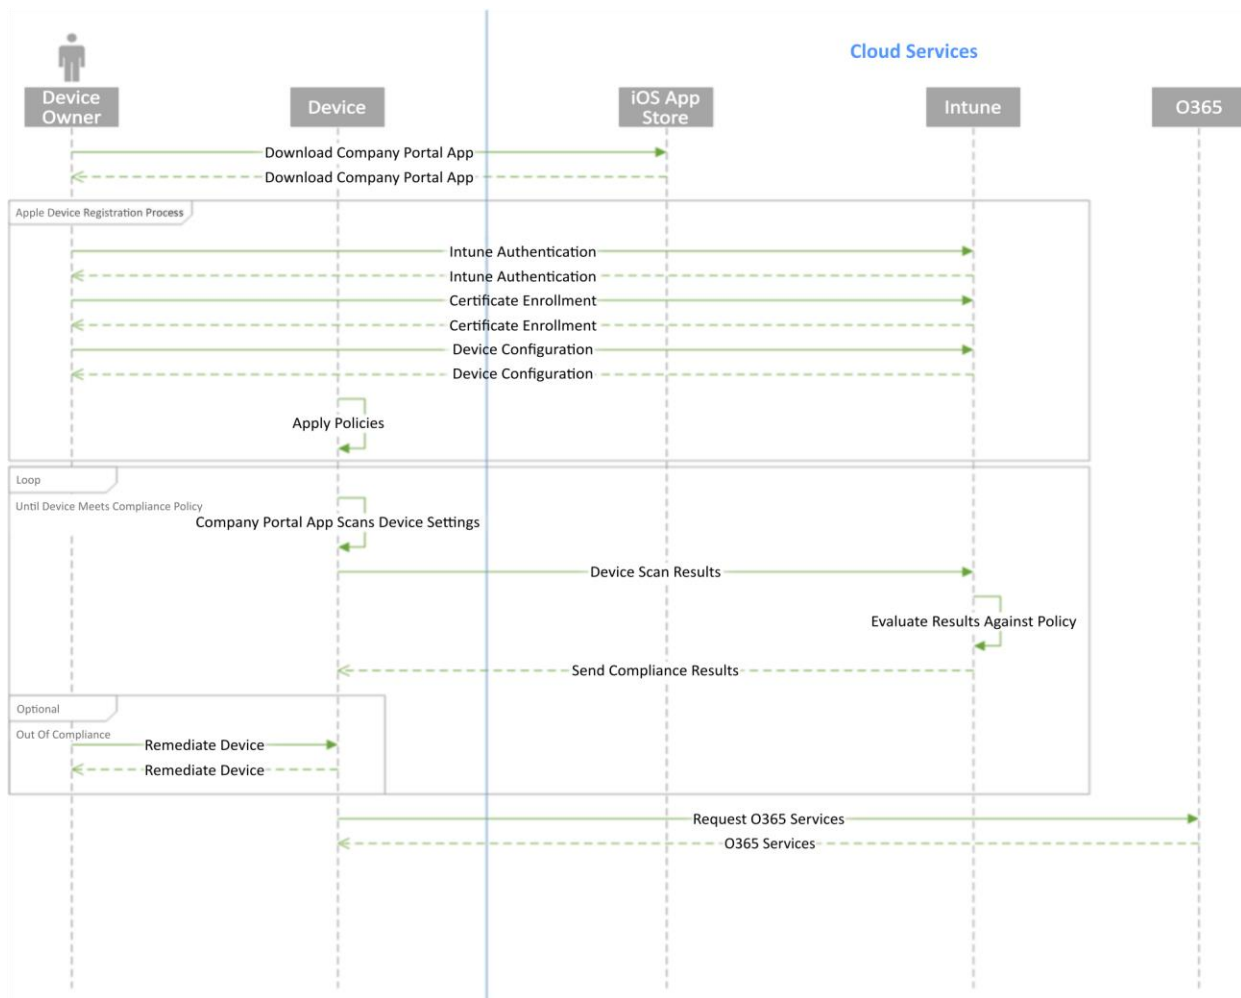 Cloud Services
Device
Owner
Device
iOS App
Store
Intune
O365
Download Company Portal App
Download Company Portal App
Apple Device Registration Process
Intune Authentication
Intune Authentication
Certificate Enrollment
Certificate Enrollment
Device Configuration
Device Configuration
Apply Policies
Loop
Until Device Meets Compliance Policy
Company Portal App Scans Device Settings
Device Scan Results
Evaluate Results Against Policy
Send Compliance Results
Optional
Out Of Compliance
Remediate Device
Remediate Device
Request O365 Services
O365 Services